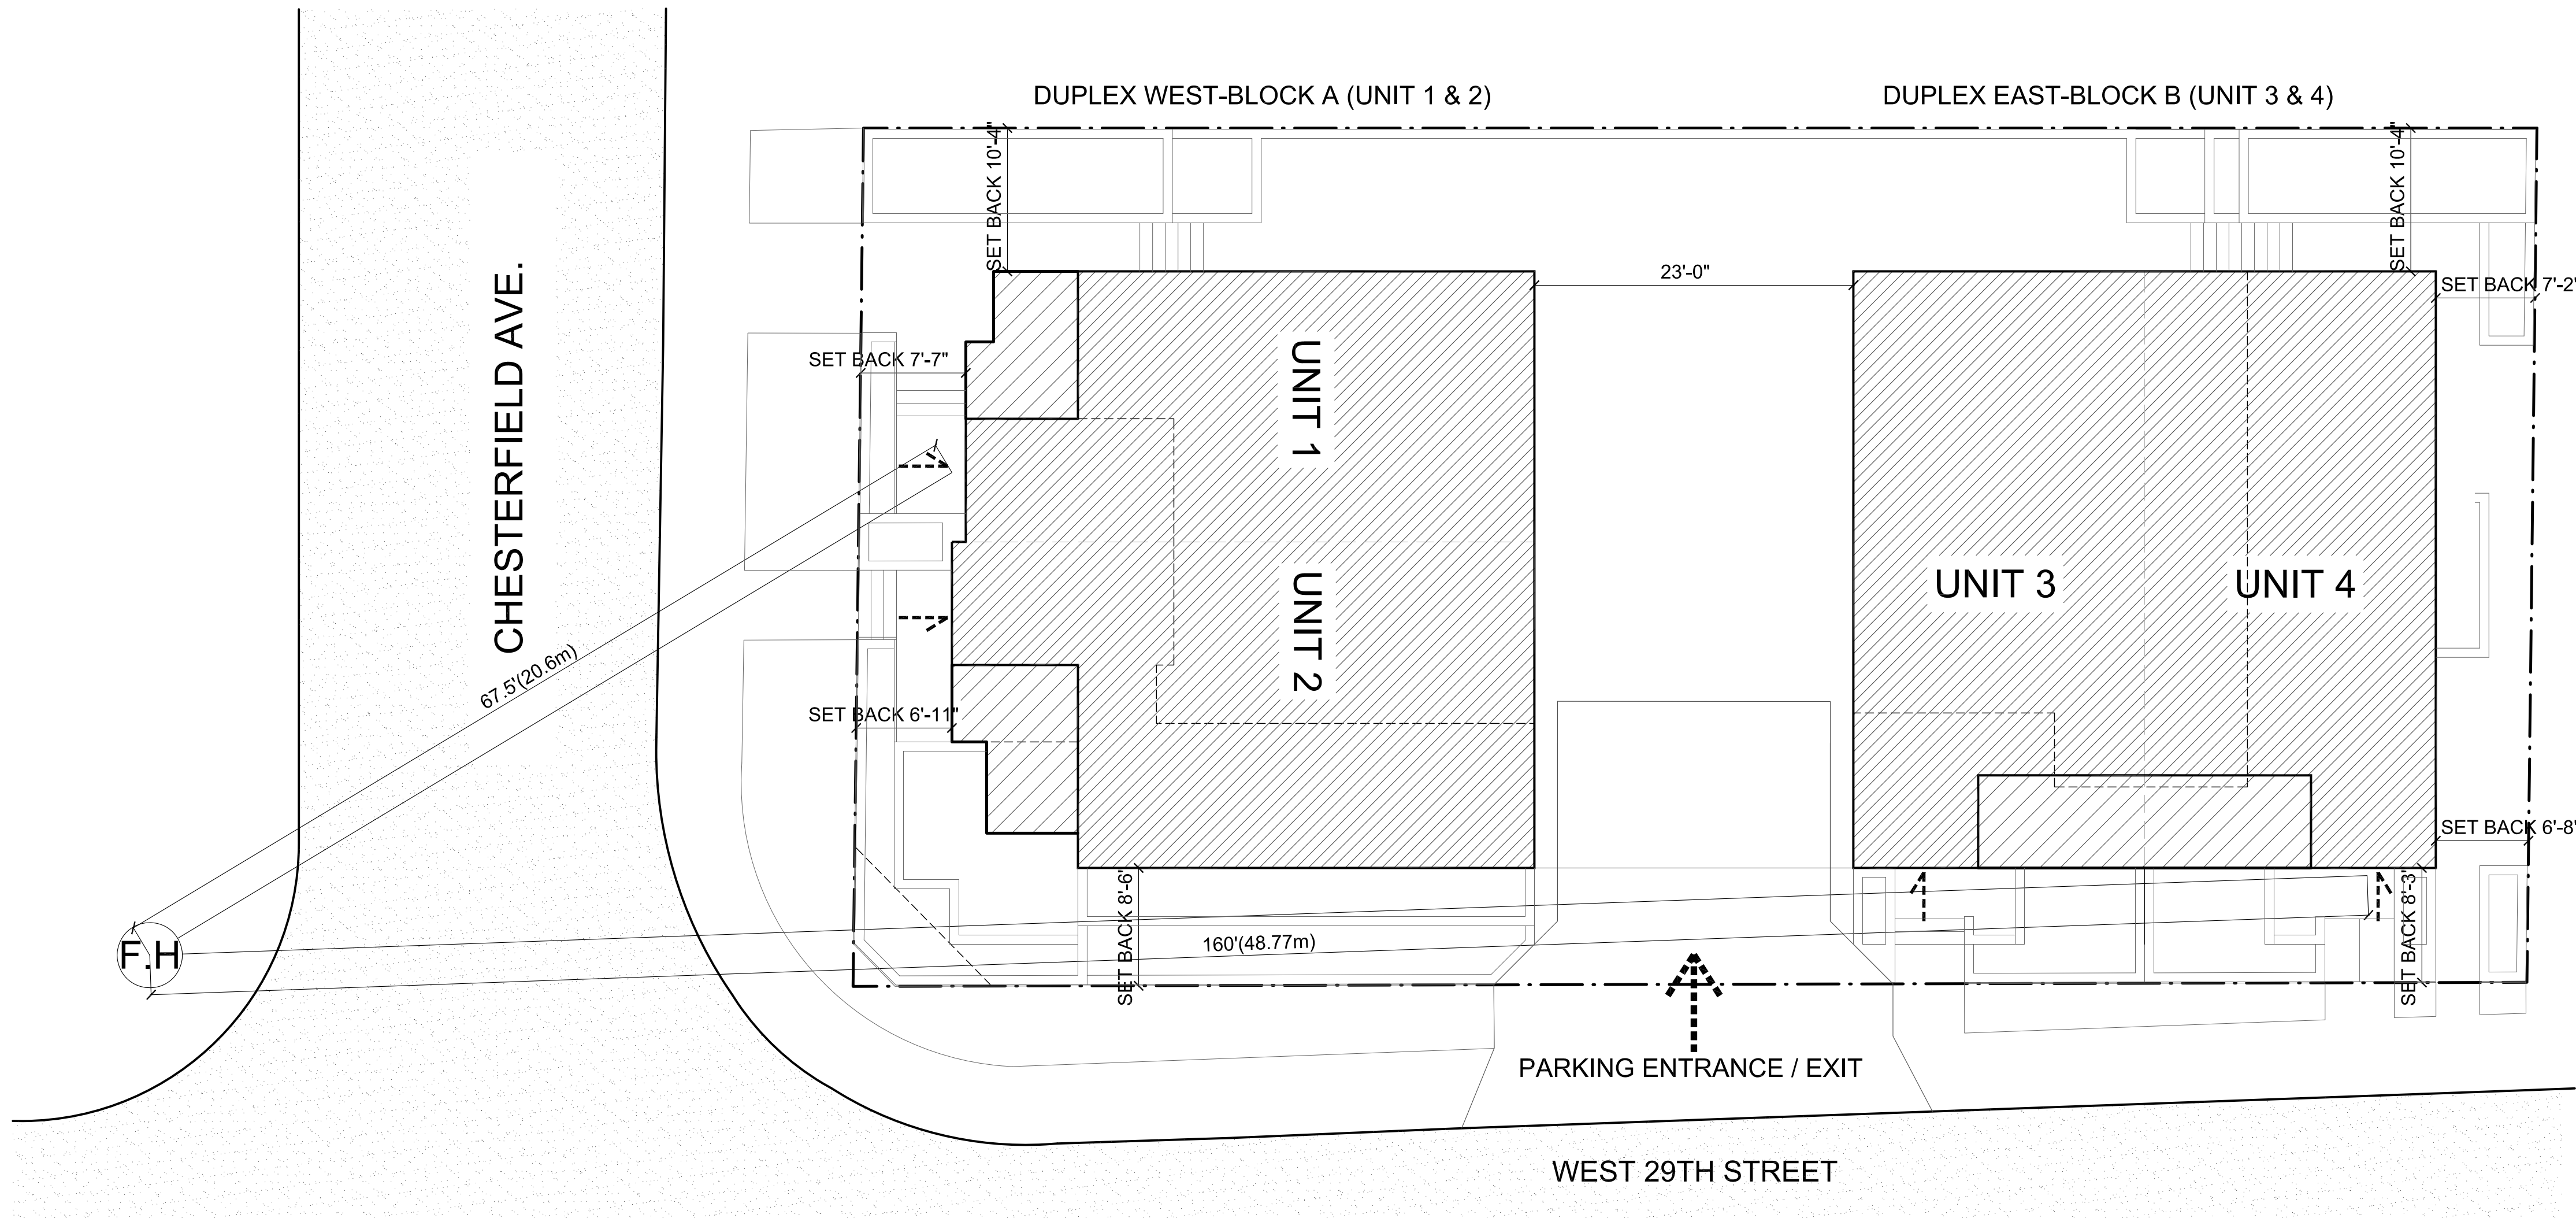 DUPLEX WEST-BLOCK A (UNIT 1 & 2)
DUPLEX EAST-BLOCK B (UNIT 3 & 4)
SET BACK 10'-4"
SET BACK 10'-4"
23'-0"
SET BACK 7'-2"
CHESTERFIELD AVE.
SET BACK 7'-7"
UNIT 1
UNIT 2
UNIT 3
UNIT 4
67.5'(20.6m)
SET BACK 6'-11"
SET BACK 6'-8"
SET BACK 8'-6"
SET BACK 8'-3"
F.H
160'(48.77m)
PARKING ENTRANCE / EXIT
WEST 29TH STREET